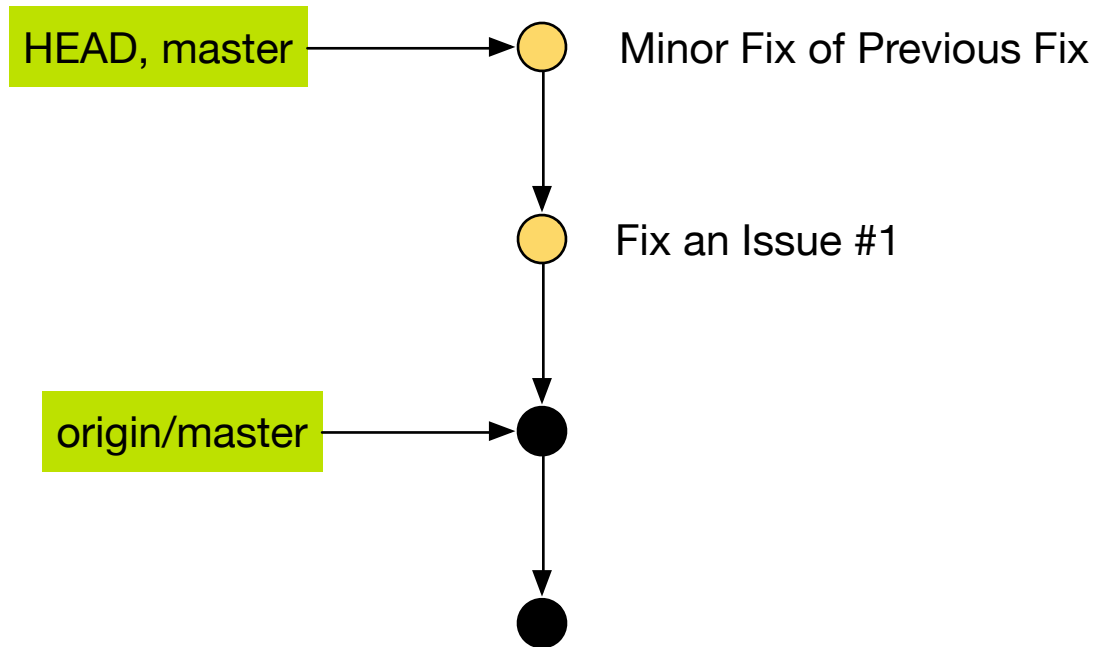 HEAD, master
Minor Fix of Previous Fix
Fix an Issue #1
origin/master